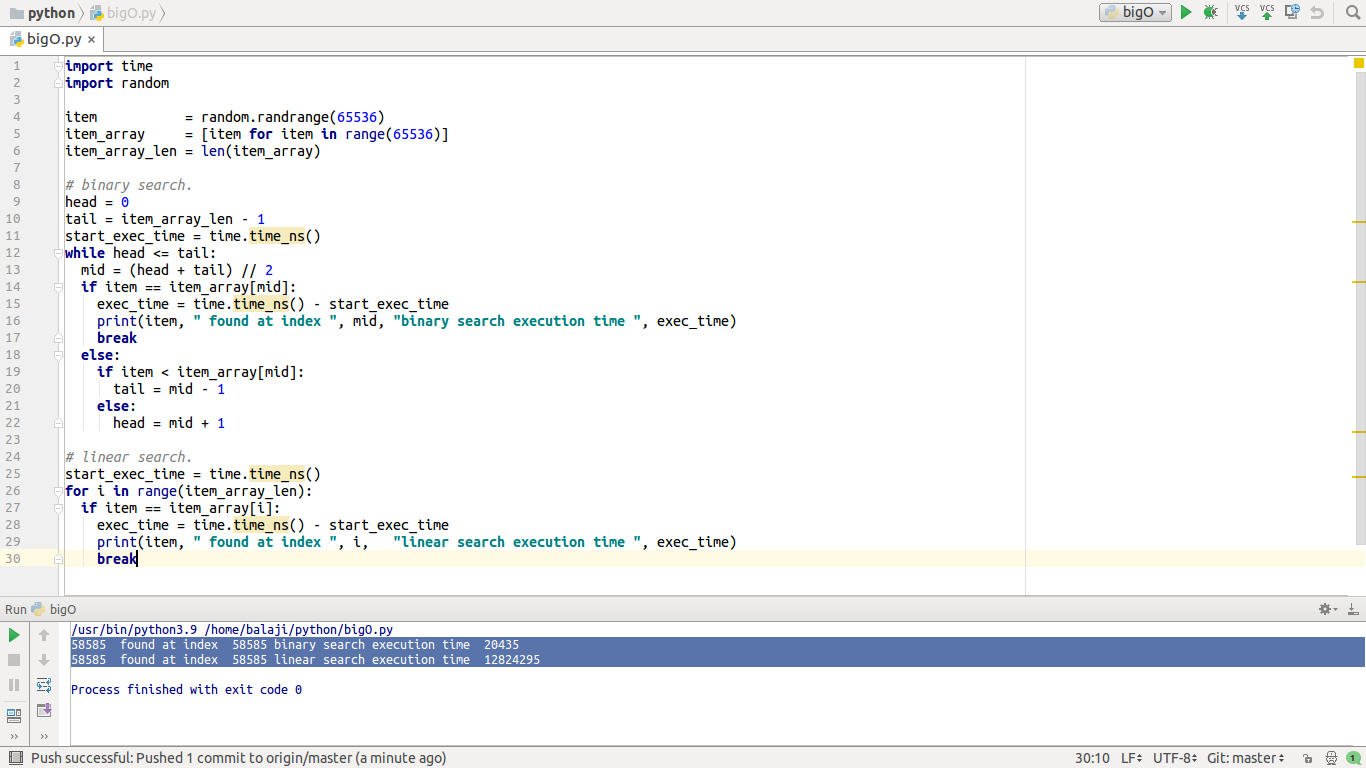 python bigO.py bigO VCS VCS
bigO.py ×
1 import time
2 import random
3
4 item           = random.randrange(65536)
5 item_array     = [item for item in range(65536)]
6 item_array_len = len(item_array)
7
8 # binary search.
9 head = 0
10 tail = item_array_len - 1
11 start_exec_time = time.time_ns()
12 while head <= tail:
13   mid = (head + tail) // 2
14   if item == item_array[mid]:
15     exec_time = time.time_ns() - start_exec_time
16     print(item, " found at index ", mid, "binary search execution time ", exec_time)
17     break
18   else:
19     if item < item_array[mid]:
20       tail = mid - 1
21     else:
22       head = mid + 1
23
24 # linear search.
25 start_exec_time = time.time_ns()
26 for i in range(item_array_len):
27   if item == item_array[i]:
28     exec_time = time.time_ns() - start_exec_time
29     print(item, " found at index ", i,   "linear search execution time ", exec_time)
30     break
Run bigO
/usr/bin/python3.9 /home/balaji/python/bigO.py
58585  found at index  58585 binary search execution time  20435
58585  found at index  58585 linear search execution time  12824295
Process finished with exit code 0
Push successful: Pushed 1 commit to origin/master (a minute ago) 30:10 LF UTF-8 Git: master 1